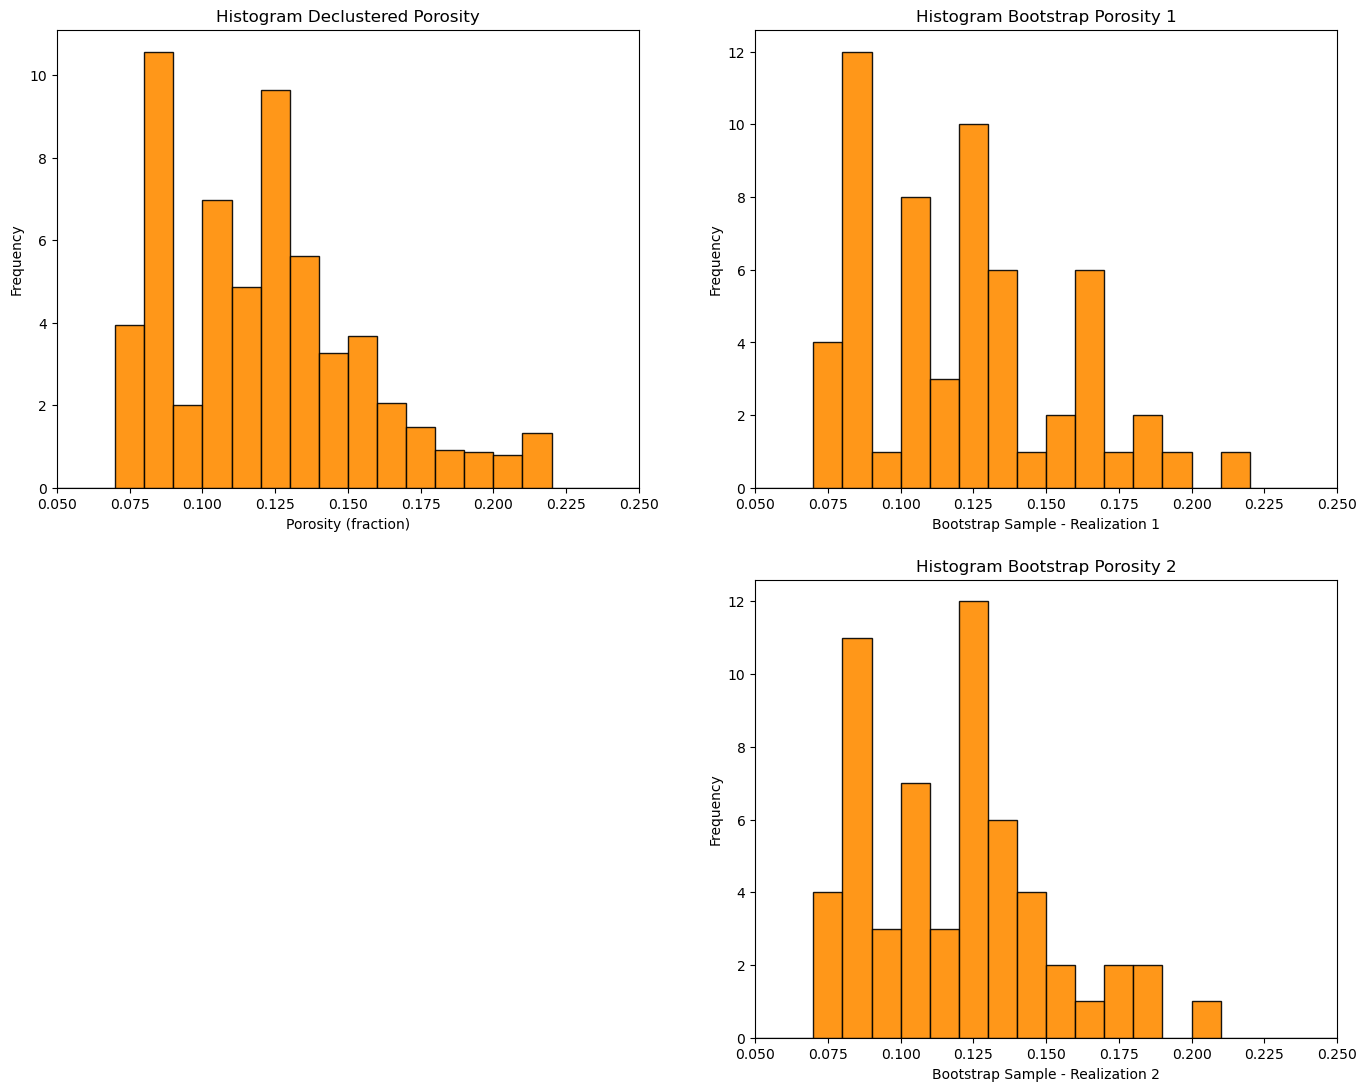 Histogram Declustered Porosity
10
8
6
4
2
0
Frequency
0.050 0.075 0.100 0.125 0.150 0.175 0.200 0.225 0.250
Porosity (fraction)
Histogram Bootstrap Porosity 1
12
10
8
6
4
2
0
Frequency
0.050 0.075 0.100 0.125 0.150 0.175 0.200 0.225 0.250
Bootstrap Sample - Realization 1
Histogram Bootstrap Porosity 2
12
10
8
6
4
2
0
Frequency
0.050 0.075 0.100 0.125 0.150 0.175 0.200 0.225 0.250
Bootstrap Sample - Realization 2